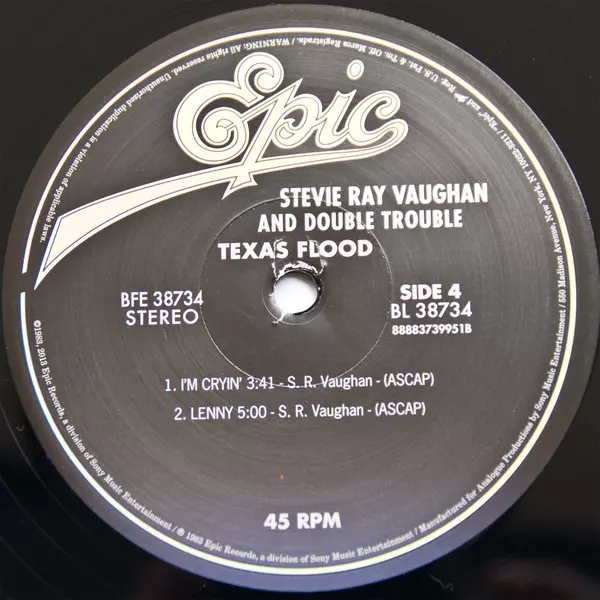 Epic
STEVIE RAY VAUGHAN
AND DOUBLE TROUBLE
TEXAS FLOOD
BFE 38734
STEREO
SIDE 4
BL 38734
88883739951B
1. I'M CRYIN' 3:41 - S. R. Vaughan - (ASCAP)
2. LENNY 5:00 - S. R. Vaughan - (ASCAP)
45 RPM
©1983, 2013 Epic Records, a division of Sony Music Entertainment / ℗ 1983 Epic Records, a division of Sony Music Entertainment / Manufactured for Analogue Productions by Sony Music Entertainment / 550 Madison Avenue, New York, NY 10022-3211 / "Epic" and Reg. U.S. Pat. & Tm. Off. Marca Registrada. / WARNING: All rights reserved. Unauthorized duplication is a violation of applicable laws.